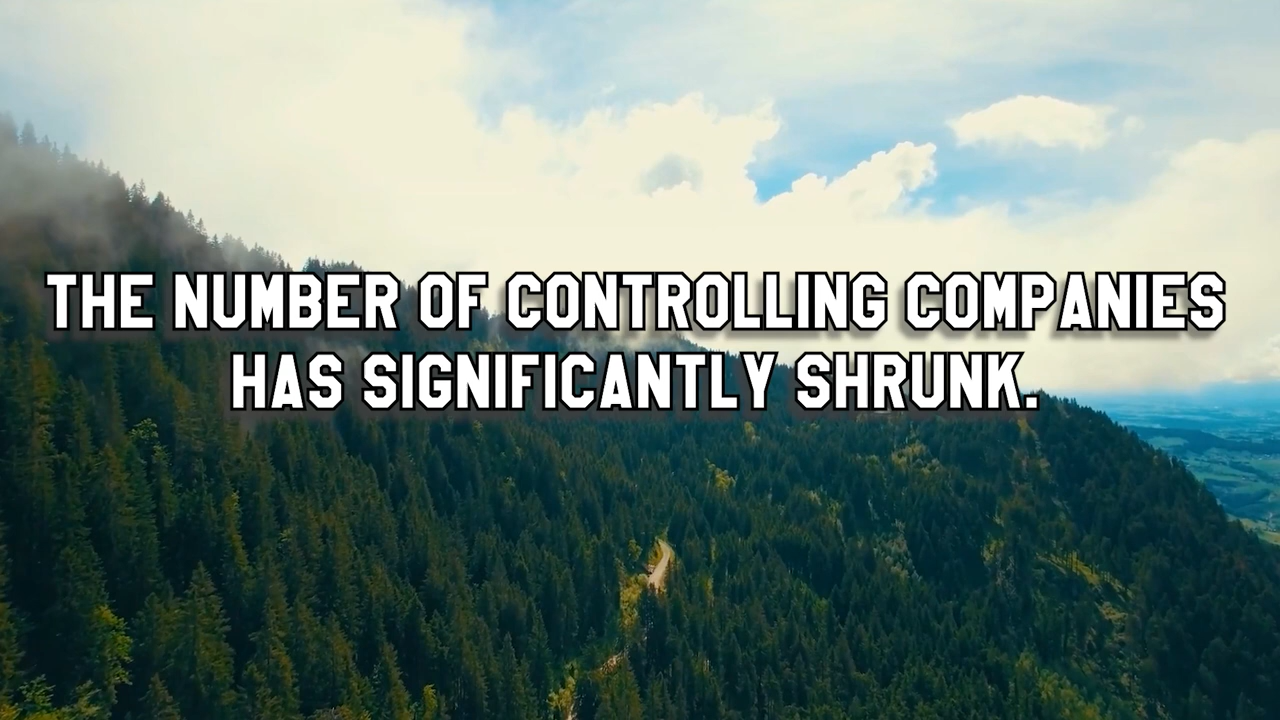 THE NUMBER OF CONTROLLING COMPANIES
HAS SIGNIFICANTLY SHRUNK.